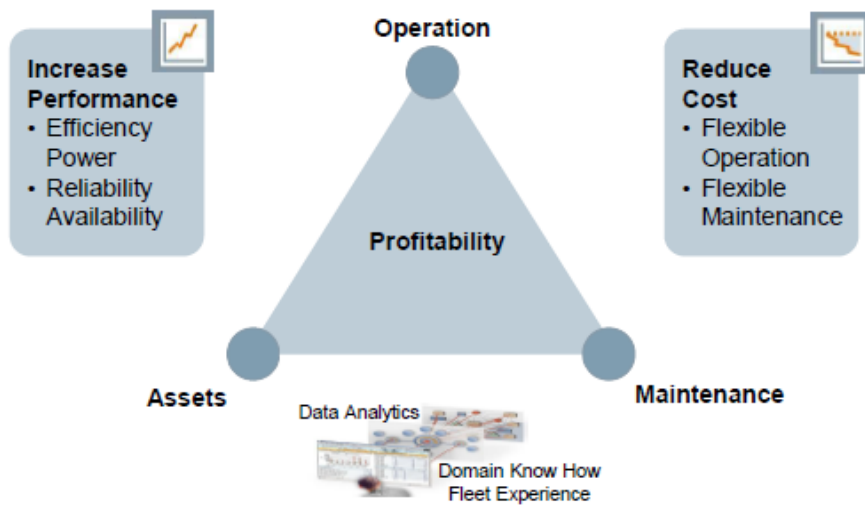 Operation
Increase
Performance
• Efficiency
Power
• Reliability
Availability
Reduce
Cost
• Flexible
Operation
• Flexible
Maintenance
Profitability
Assets
Maintenance
Data Analytics
Domain Know How
Fleet Experience